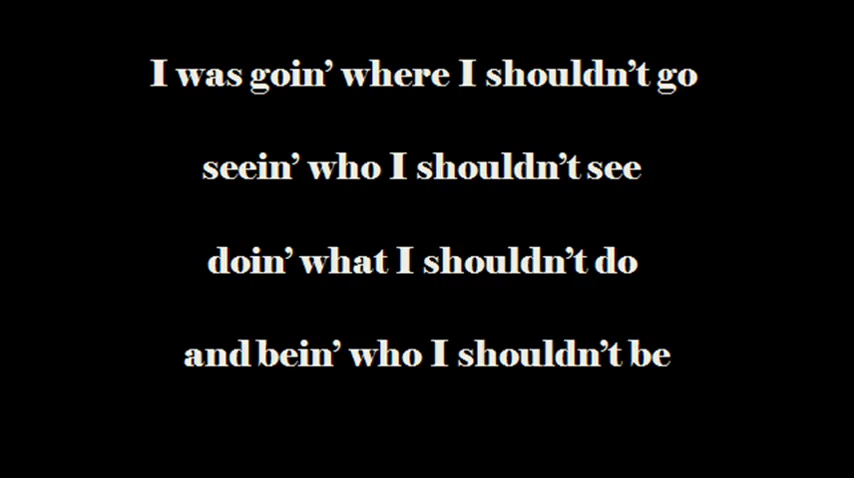 I was goin’ where I shouldn’t go
seein’ who I shouldn’t see
doin’ what I shouldn’t do
and bein’ who I shouldn’t be